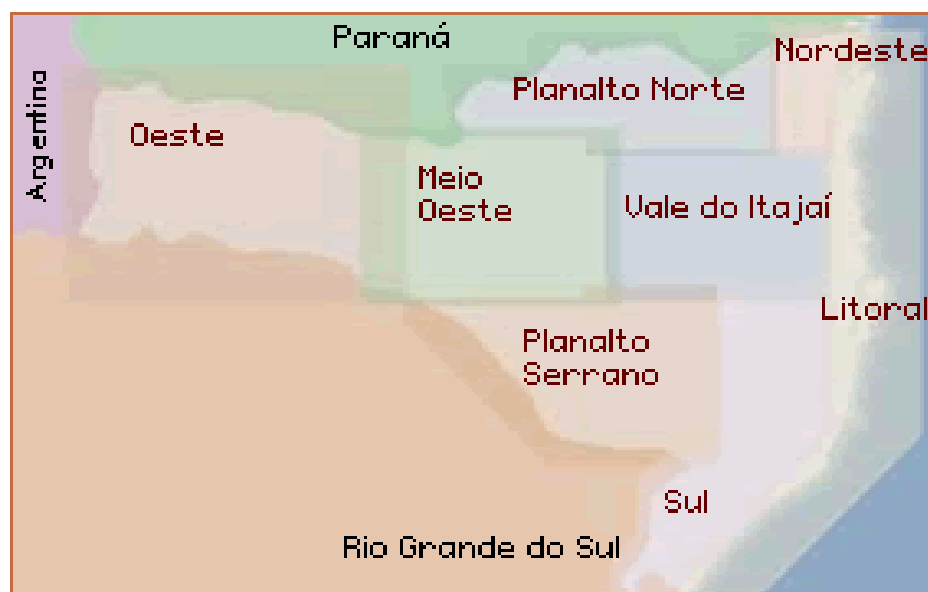 Paraná
Nordeste
Planalto Norte
Argentina
Oeste
Meio
Oeste
Vale do Itajaí
Litoral
Planalto
Serrano
Sul
Rio Grande do Sul